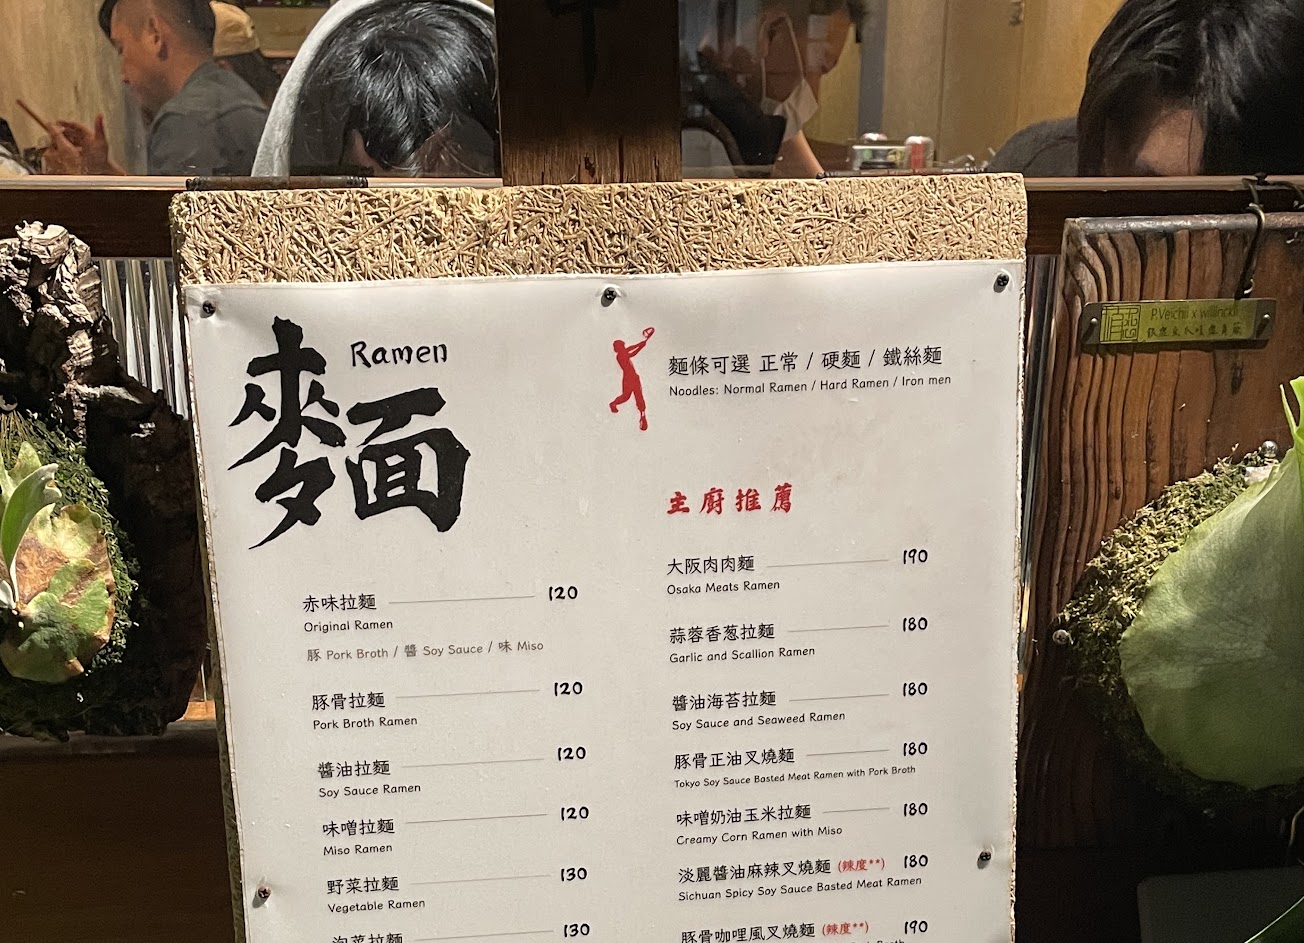 麵
Ramen
麵條可選 正常 / 硬麵 / 鐵絲麵
Noodles: Normal Ramen / Hard Ramen / Iron men
赤味拉麵 120
Original Ramen
豚 Pork Broth / 醬 Soy Sauce / 味 Miso
豚骨拉麵 120
Pork Broth Ramen
醬油拉麵 120
Soy Sauce Ramen
味噌拉麵 120
Miso Ramen
野菜拉麵 130
Vegetable Ramen
泡菜拉麵 130
主廚推薦
大阪肉肉麵 190
Osaka Meats Ramen
蒜蓉香葱拉麵 180
Garlic and Scallion Ramen
醬油海苔拉麵 180
Soy Sauce and Seaweed Ramen
豚骨正油叉燒麵 180
Tokyo Soy Sauce Basted Meat Ramen with Pork Broth
味噌奶油玉米拉麵 180
Creamy Corn Ramen with Miso
淡麗醬油麻辣叉燒麵 (辣度**) 180
Sichuan Spicy Soy Sauce Basted Meat Ramen
豚骨咖哩風叉燒麵 (辣度**) 190
P.Veichii x willinckii